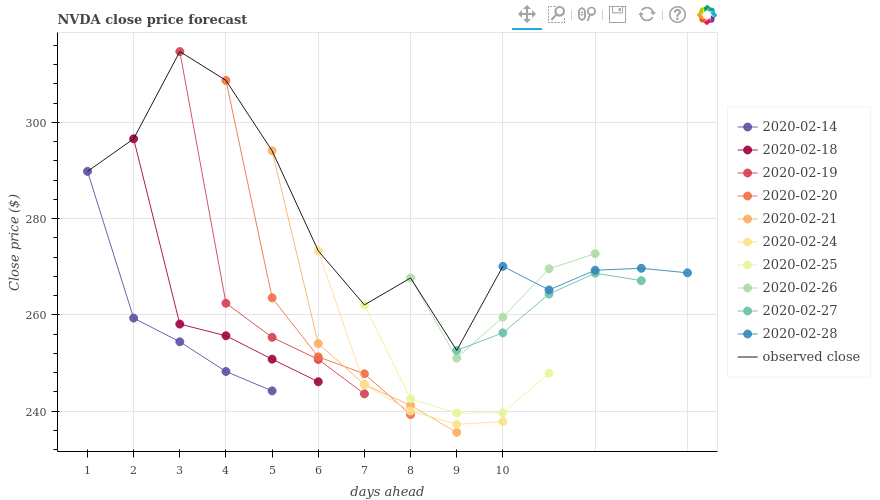 NVDA close price forecast
Close price ($)
300
280
260
240
1 2 3 4 5 6 7 8 9 10
days ahead
2020-02-14
2020-02-18
2020-02-19
2020-02-20
2020-02-21
2020-02-24
2020-02-25
2020-02-26
2020-02-27
2020-02-28
observed close